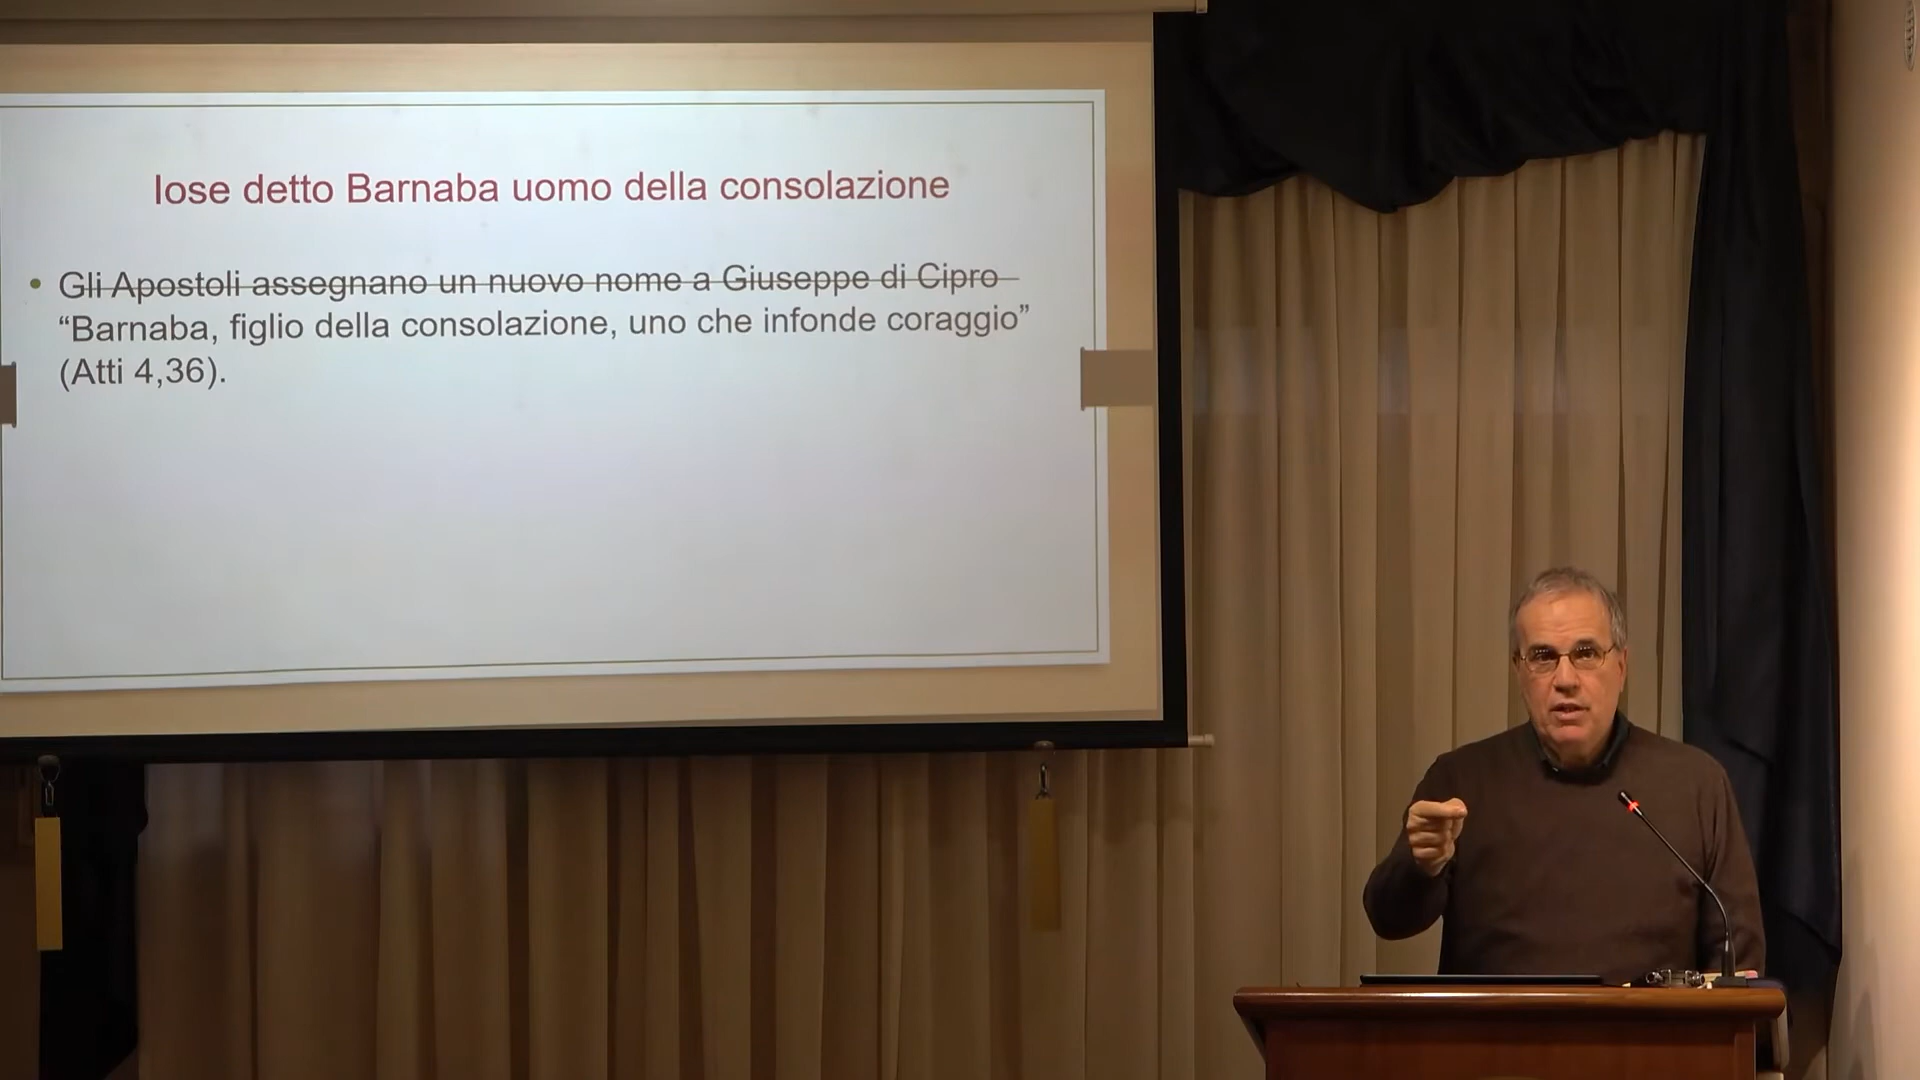 Iose detto Barnaba uomo della consolazione
• Gli Apostoli assegnano un nuovo nome a Giuseppe di Cipro
“Barnaba, figlio della consolazione, uno che infonde coraggio”
(Atti 4,36).